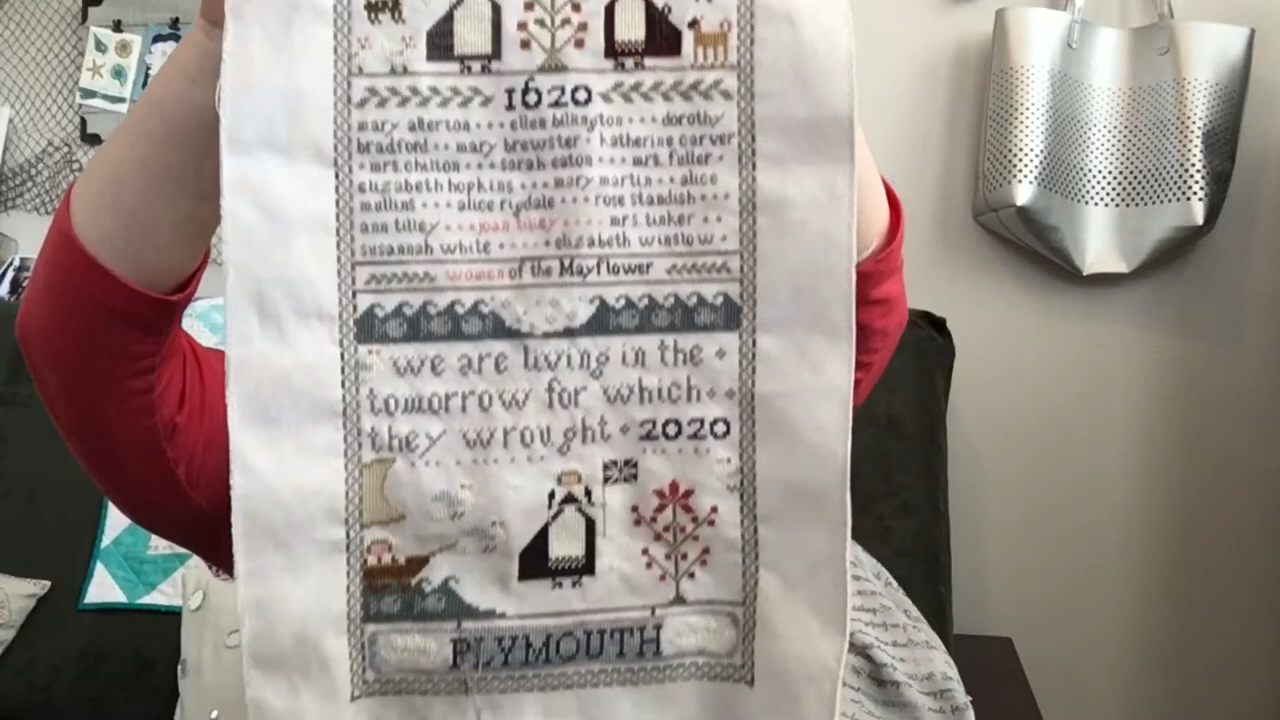 1620
mary allerton ellen bilkington dorothy
bradford mary brewster katherine carver
mrs. chilton sarah eaton mrs. fuller
elizabeth hopkins mary martin alice
mullins alice rigdale rose standish
ann tilley joan tilley mrs tinker
susannah white elizabeth winslow
women of the Mayflower
we are living in the
tomorrow for which
they wrought 2020
PLYMOUTH